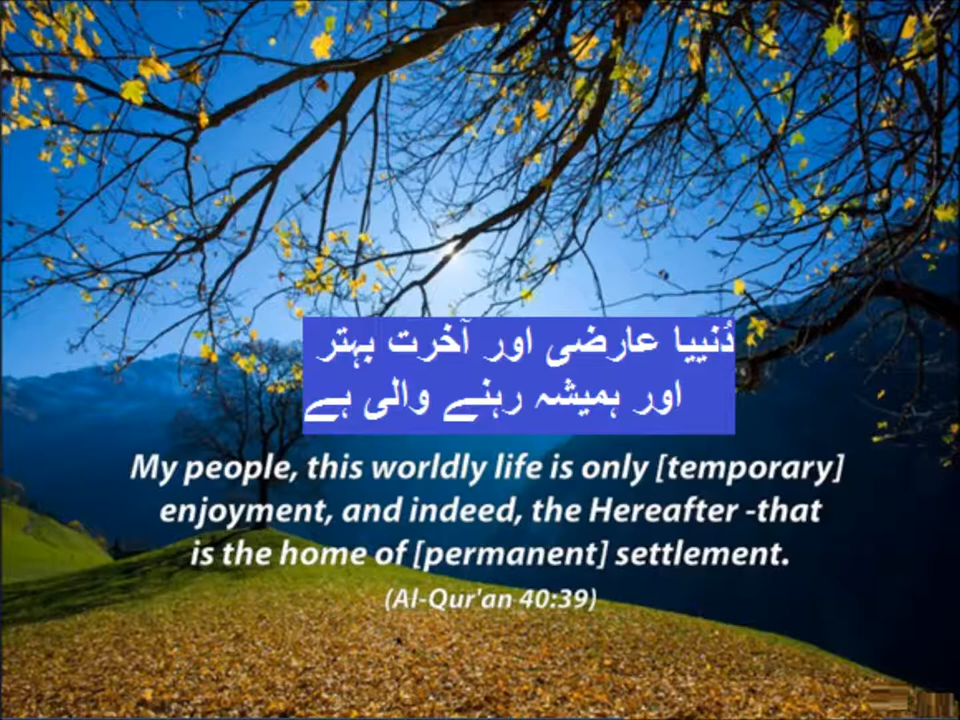 دُنییا عارضی اور آخرت بہتر
اور ہمیشہ رہنے والی ہے
My people, this worldly life is only [temporary]
enjoyment, and indeed, the Hereafter -that
is the home of [permanent] settlement.
(Al-Qur'an 40:39)